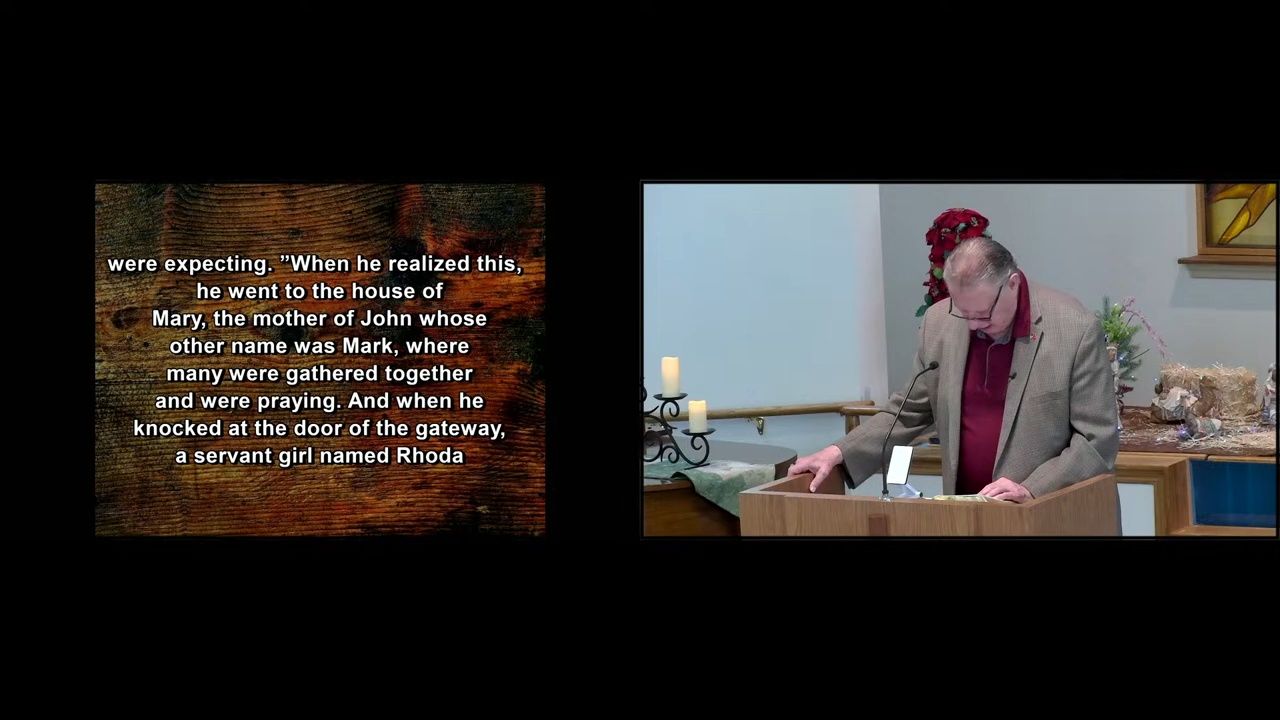 were expecting. ”When he realized this,
he went to the house of
Mary, the mother of John whose
other name was Mark, where
many were gathered together
and were praying. And when he
knocked at the door of the gateway,
a servant girl named Rhoda